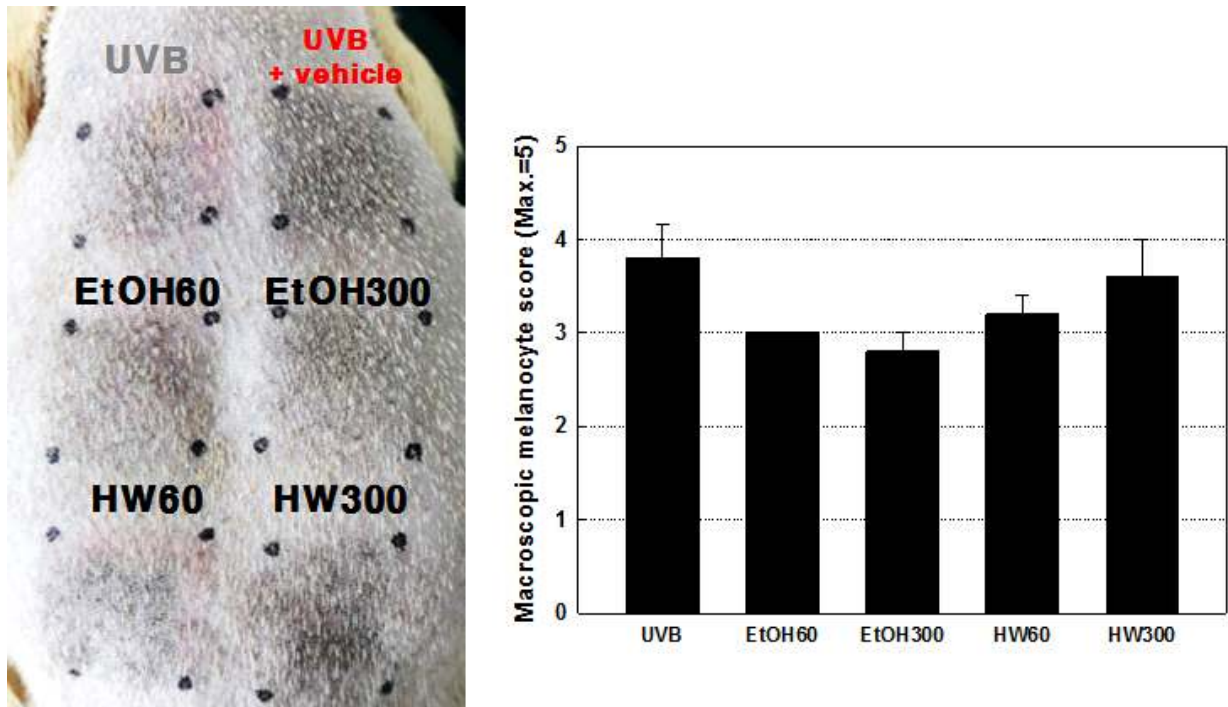 UVB
UVB
+ vehicle
EtOH60
EtOH300
HW60
HW300
Macroscopic melanocyte score (Max.=5)
5
4
3
2
1
0
UVB
EtOH60
EtOH300
HW60
HW300